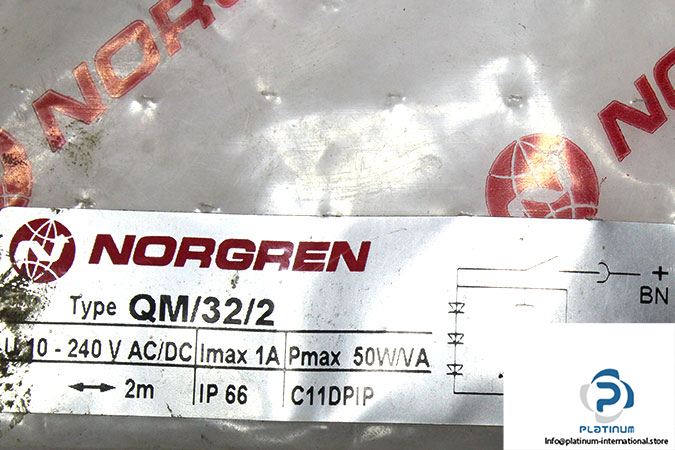 NORGREN
NORGREN
Type QM/32/2
U 10 - 240 V AC/DC Imax 1A Pmax 50W/VA
2m IP 66 C11DPIP
+
BN
PLATINUM
Info@platinum-international.store